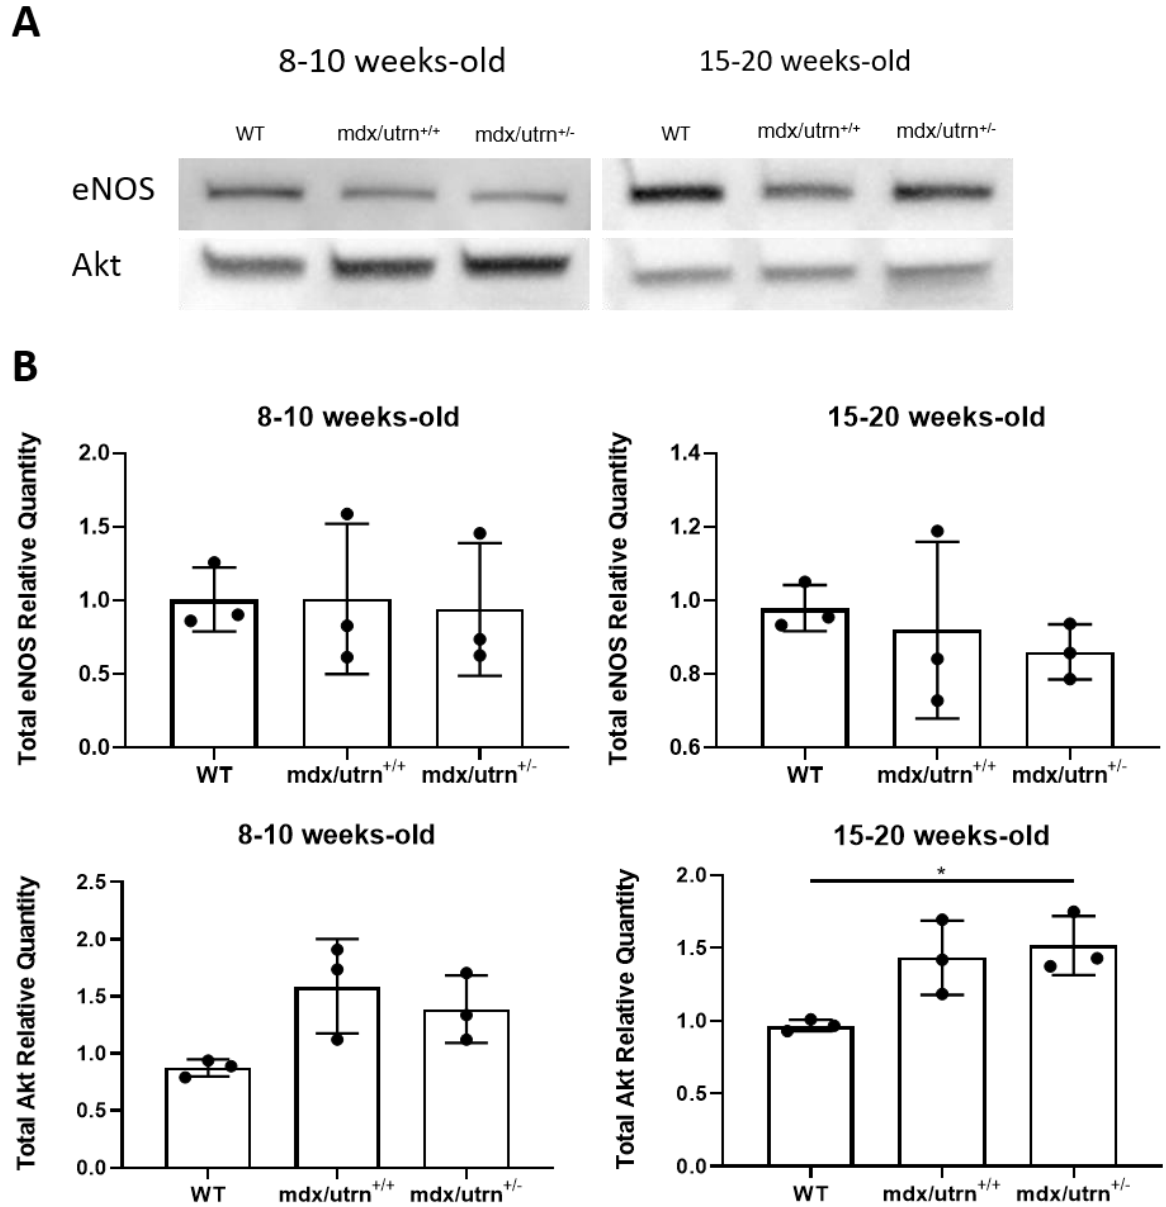 A
8-10 weeks-old
15-20 weeks-old
WT
mdx/utrn+/+
mdx/utrn+/-
WT
mdx/utrn+/+
mdx/utrn+/-
eNOS
Akt
B
8-10 weeks-old
Total eNOS Relative Quantity
2.0
1.5
1.0
0.5
0.0
WT
mdx/utrn+/+
mdx/utrn+/-
15-20 weeks-old
Total eNOS Relative Quantity
1.4
1.2
1.0
0.8
0.6
WT
mdx/utrn+/+
mdx/utrn+/-
8-10 weeks-old
Total Akt Relative Quantity
2.5
2.0
1.5
1.0
0.5
0.0
WT
mdx/utrn+/+
mdx/utrn+/-
15-20 weeks-old
Total Akt Relative Quantity
2.0
1.5
1.0
0.5
0.0
*
WT
mdx/utrn+/+
mdx/utrn+/-